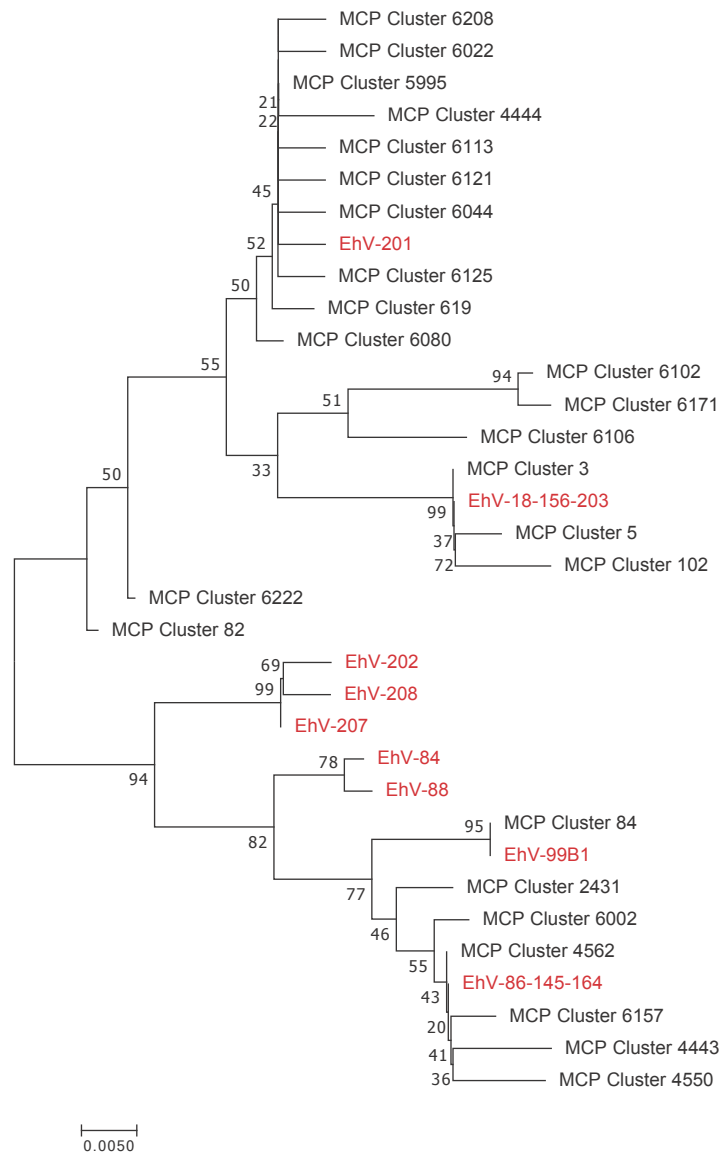 MCP Cluster 6208
MCP Cluster 6022
MCP Cluster 5995
21
22
MCP Cluster 4444
MCP Cluster 6113
MCP Cluster 6121
45
MCP Cluster 6044
52
EhV-201
MCP Cluster 6125
50
MCP Cluster 619
MCP Cluster 6080
55
94
MCP Cluster 6102
MCP Cluster 6171
51
MCP Cluster 6106
33
MCP Cluster 3
50
EhV-18-156-203
99
MCP Cluster 5
37
72
MCP Cluster 102
MCP Cluster 6222
MCP Cluster 82
69
EhV-202
99
EhV-208
EhV-207
94
78
EhV-84
EhV-88
82
95
MCP Cluster 84
EhV-99B1
77
MCP Cluster 2431
46
MCP Cluster 6002
55
MCP Cluster 4562
EhV-86-145-164
43
MCP Cluster 6157
20
41
MCP Cluster 4443
36
MCP Cluster 4550
0.0050